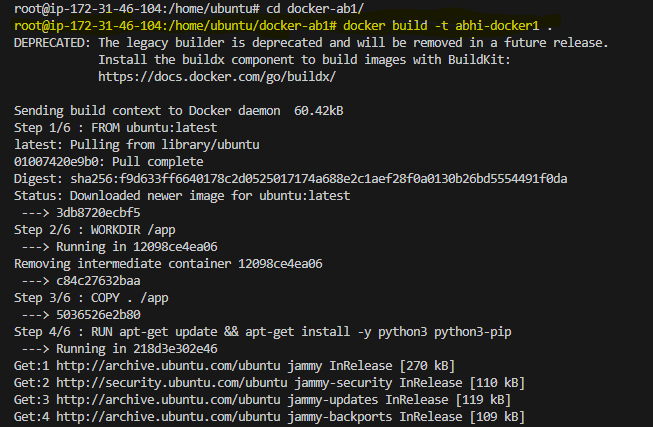 root@ip-172-31-46-104:/home/ubuntu# cd docker-ab1/
root@ip-172-31-46-104:/home/ubuntu/docker-ab1# docker build -t abhi-docker1 .
DEPRECATED: The legacy builder is deprecated and will be removed in a future release.
            Install the buildx component to build images with BuildKit:
            https://docs.docker.com/go/buildx/

Sending build context to Docker daemon  60.42kB
Step 1/6 : FROM ubuntu:latest
latest: Pulling from library/ubuntu
01007420e9b0: Pull complete
Digest: sha256:f9d633ff6640178c2d0525017174a688e2c1aef28f0a0130b26bd5554491f0da
Status: Downloaded newer image for ubuntu:latest
 ---> 3db8720ecbf5
Step 2/6 : WORKDIR /app
 ---> Running in 12098ce4ea06
Removing intermediate container 12098ce4ea06
 ---> c84c27632baa
Step 3/6 : COPY . /app
 ---> 5036526e2b80
Step 4/6 : RUN apt-get update && apt-get install -y python3 python3-pip
 ---> Running in 218d3e302e46
Get:1 http://archive.ubuntu.com/ubuntu jammy InRelease [270 kB]
Get:2 http://security.ubuntu.com/ubuntu jammy-security InRelease [110 kB]
Get:3 http://archive.ubuntu.com/ubuntu jammy-updates InRelease [119 kB]
Get:4 http://archive.ubuntu.com/ubuntu jammy-backports InRelease [109 kB]